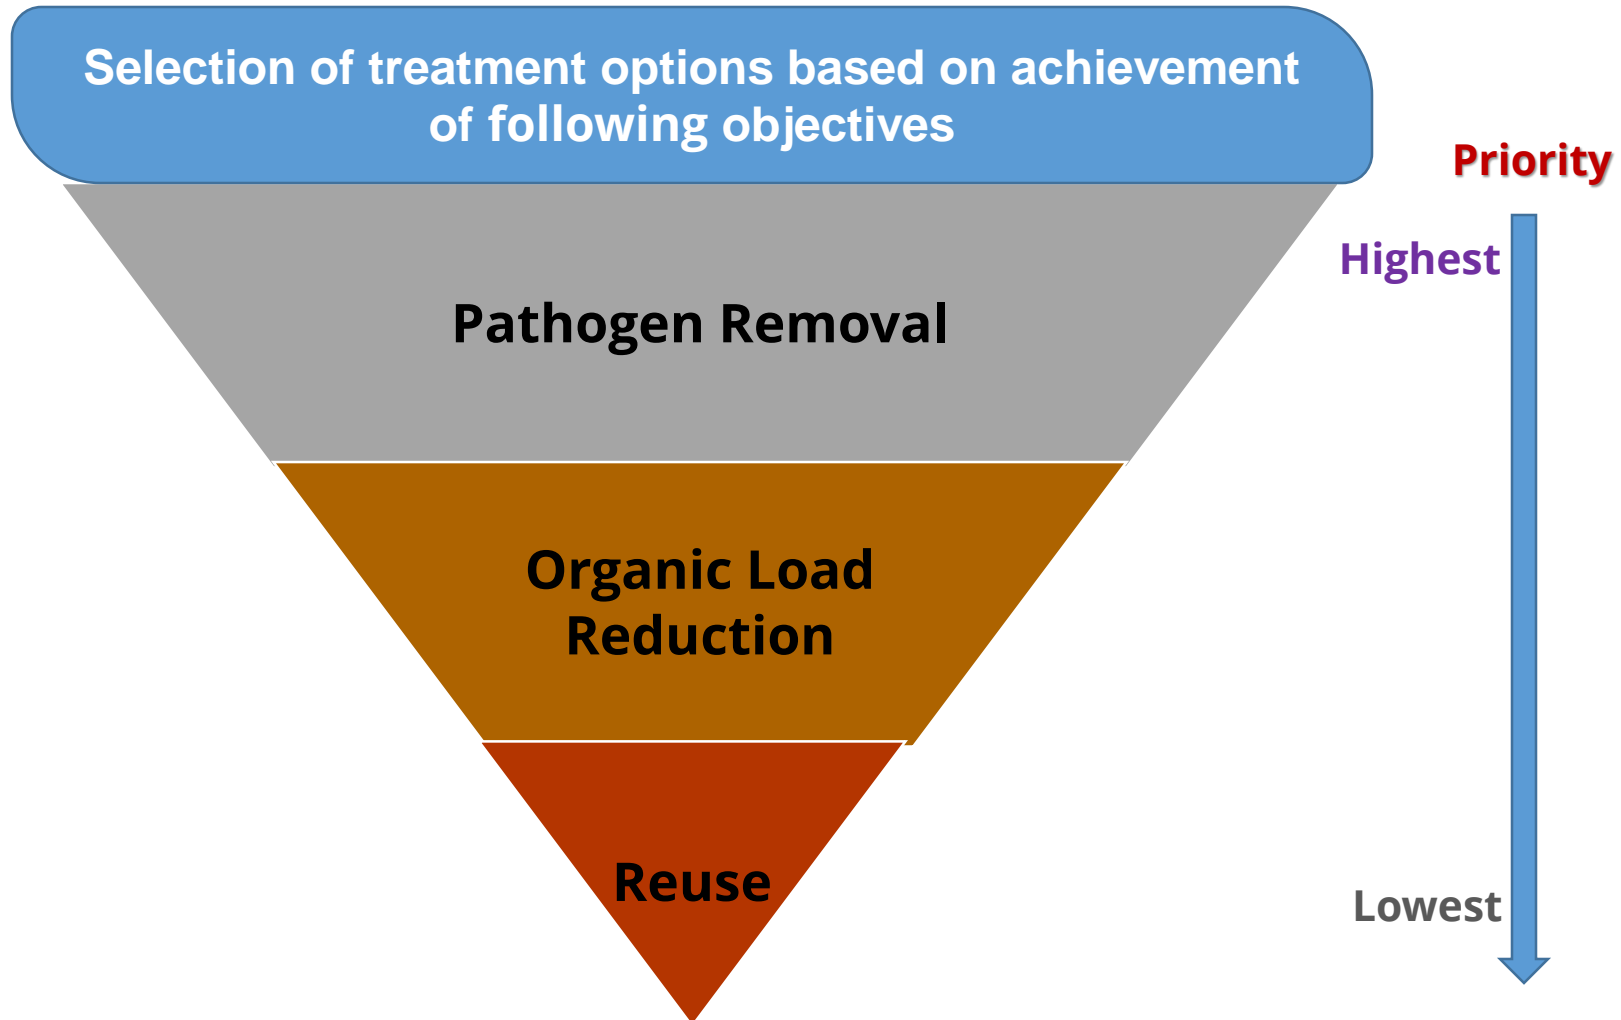 Selection of treatment options based on achievement
of following objectives
Priority
Highest
Pathogen Removal
Organic Load
Reduction
Reuse
Lowest